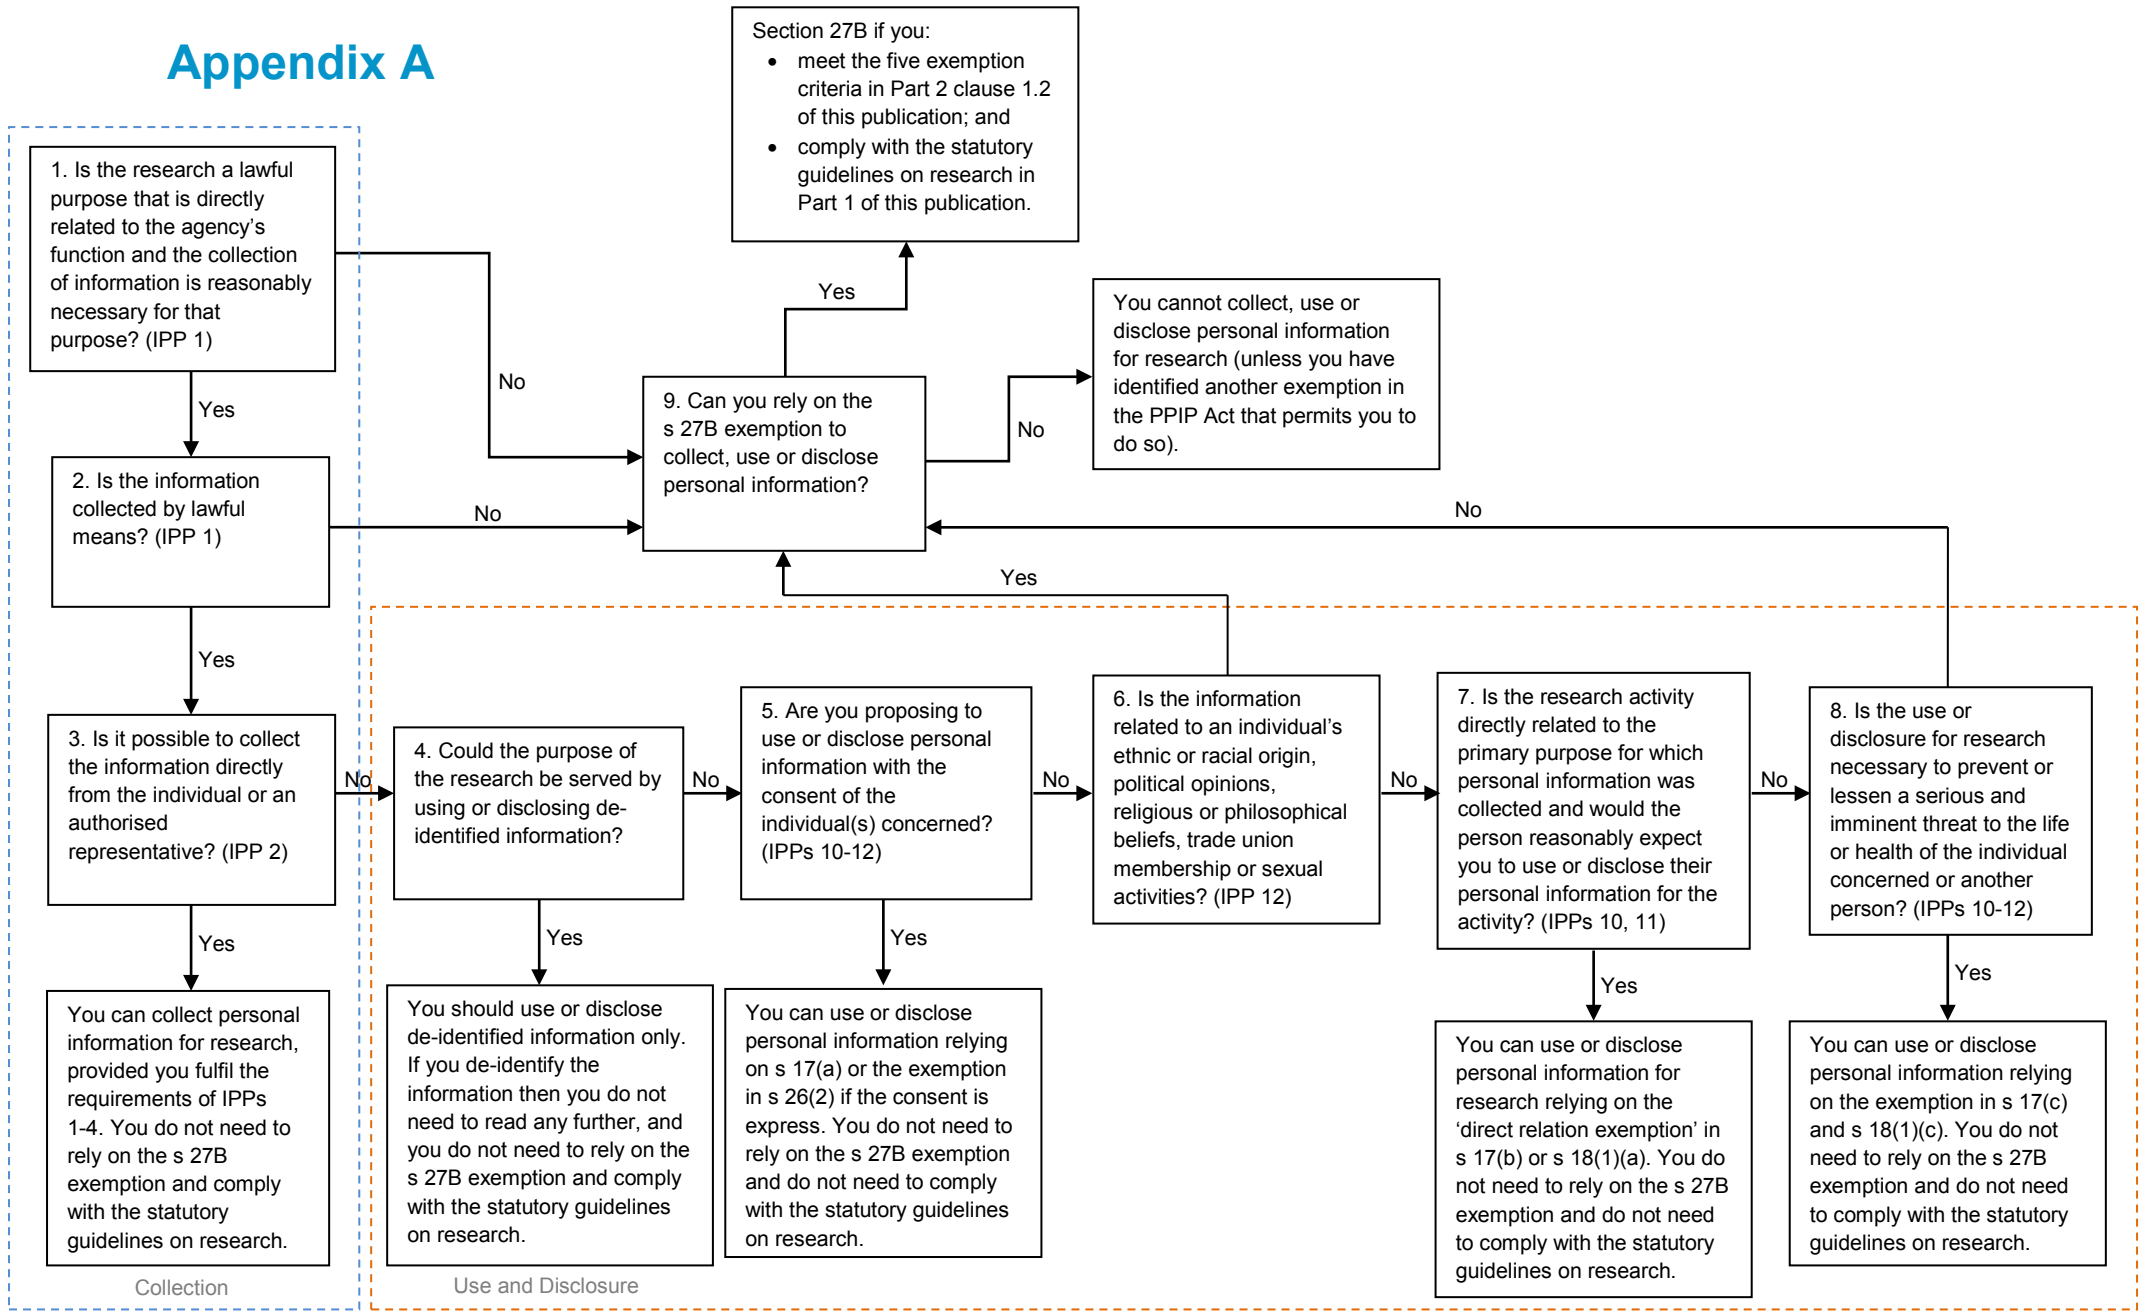 Appendix A
Section 27B if you:
• meet the five exemption
criteria in Part 2 clause 1.2
of this publication; and
• comply with the statutory
guidelines on research in
Part 1 of this publication.
1. Is the research a lawful
purpose that is directly
related to the agency’s
function and the collection
of information is reasonably
necessary for that
purpose? (IPP 1)
Yes
No
2. Is the information
collected by lawful
means? (IPP 1)
No
Yes
9. Can you rely on the
s 27B exemption to
collect, use or disclose
personal information?
Yes
No
You cannot collect, use or
disclose personal information
for research (unless you have
identified another exemption in
the PPIP Act that permits you to
do so).
No
Yes
3. Is it possible to collect
the information directly
from the individual or an
authorised
representative? (IPP 2)
No
Yes
4. Could the purpose of
the research be served by
using or disclosing de-
identified information?
No
Yes
5. Are you proposing to
use or disclose personal
information with the
consent of the
individual(s) concerned?
(IPPs 10-12)
No
Yes
6. Is the information
related to an individual’s
ethnic or racial origin,
political opinions,
religious or philosophical
beliefs, trade union
membership or sexual
activities? (IPP 12)
No
7. Is the research activity
directly related to the
primary purpose for which
personal information was
collected and would the
person reasonably expect
you to use or disclose their
personal information for the
activity? (IPPs 10, 11)
No
Yes
8. Is the use or
disclosure for research
necessary to prevent or
lessen a serious and
imminent threat to the life
or health of the individual
concerned or another
person? (IPPs 10-12)
Yes
You can collect personal
information for research,
provided you fulfil the
requirements of IPPs
1-4. You do not need to
rely on the s 27B
exemption and comply
with the statutory
guidelines on research.
You should use or disclose
de-identified information only.
If you de-identify the
information then you do not
need to read any further, and
you do not need to rely on the
s 27B exemption and comply
with the statutory guidelines
on research.
You can use or disclose
personal information relying
on s 17(a) or the exemption
in s 26(2) if the consent is
express. You do not need to
rely on the s 27B exemption
and do not need to comply
with the statutory guidelines
on research.
You can use or disclose
personal information for
research relying on the
‘direct relation exemption’ in
s 17(b) or s 18(1)(a). You do
not need to rely on the s 27B
exemption and do not need
to comply with the statutory
guidelines on research.
You can use or disclose
personal information relying
on the exemption in s 17(c)
and s 18(1)(c). You do not
need to rely on the s 27B
exemption and do not need
to comply with the statutory
guidelines on research.
Collection
Use and Disclosure